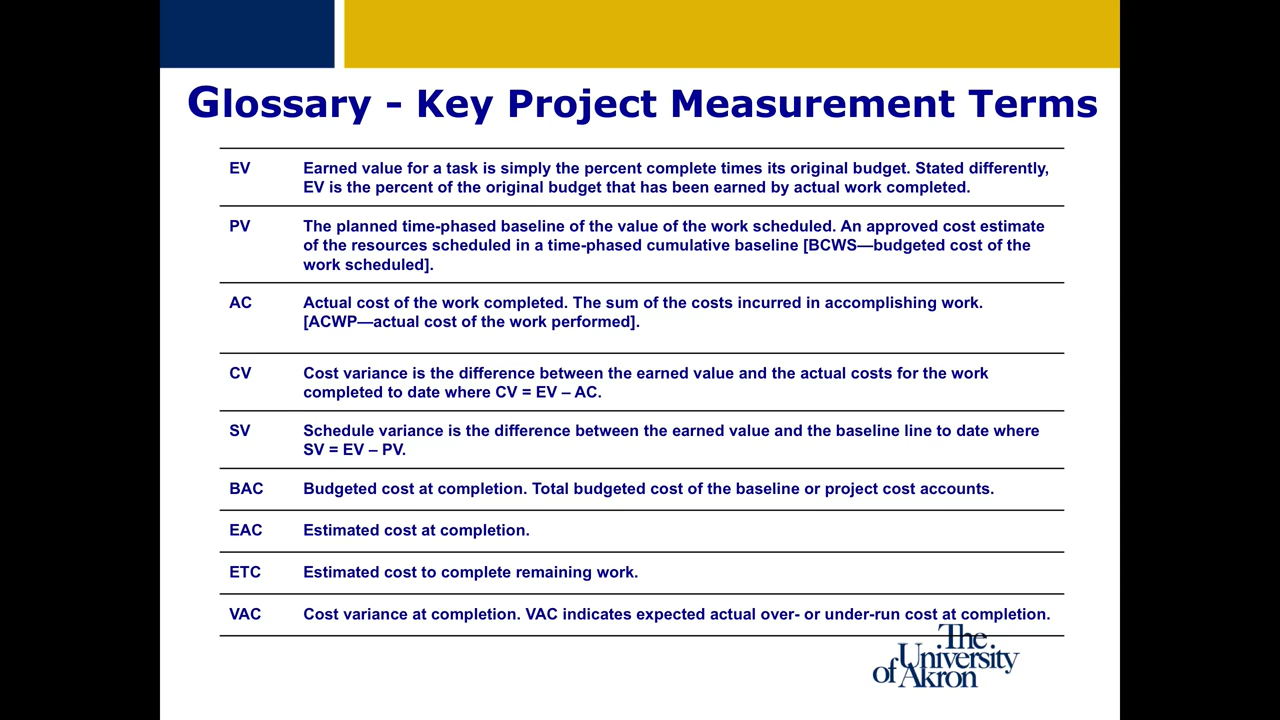 Glossary - Key Project Measurement Terms
EV Earned value for a task is simply the percent complete times its original budget. Stated differently,
EV is the percent of the original budget that has been earned by actual work completed.
PV The planned time-phased baseline of the value of the work scheduled. An approved cost estimate
of the resources scheduled in a time-phased cumulative baseline [BCWS—budgeted cost of the
work scheduled].
AC Actual cost of the work completed. The sum of the costs incurred in accomplishing work.
[ACWP—actual cost of the work performed].
CV Cost variance is the difference between the earned value and the actual costs for the work
completed to date where CV = EV – AC.
SV Schedule variance is the difference between the earned value and the baseline line to date where
SV = EV – PV.
BAC Budgeted cost at completion. Total budgeted cost of the baseline or project cost accounts.
EAC Estimated cost at completion.
ETC Estimated cost to complete remaining work.
VAC Cost variance at completion. VAC indicates expected actual over- or under-run cost at completion.
The
University
of Akron